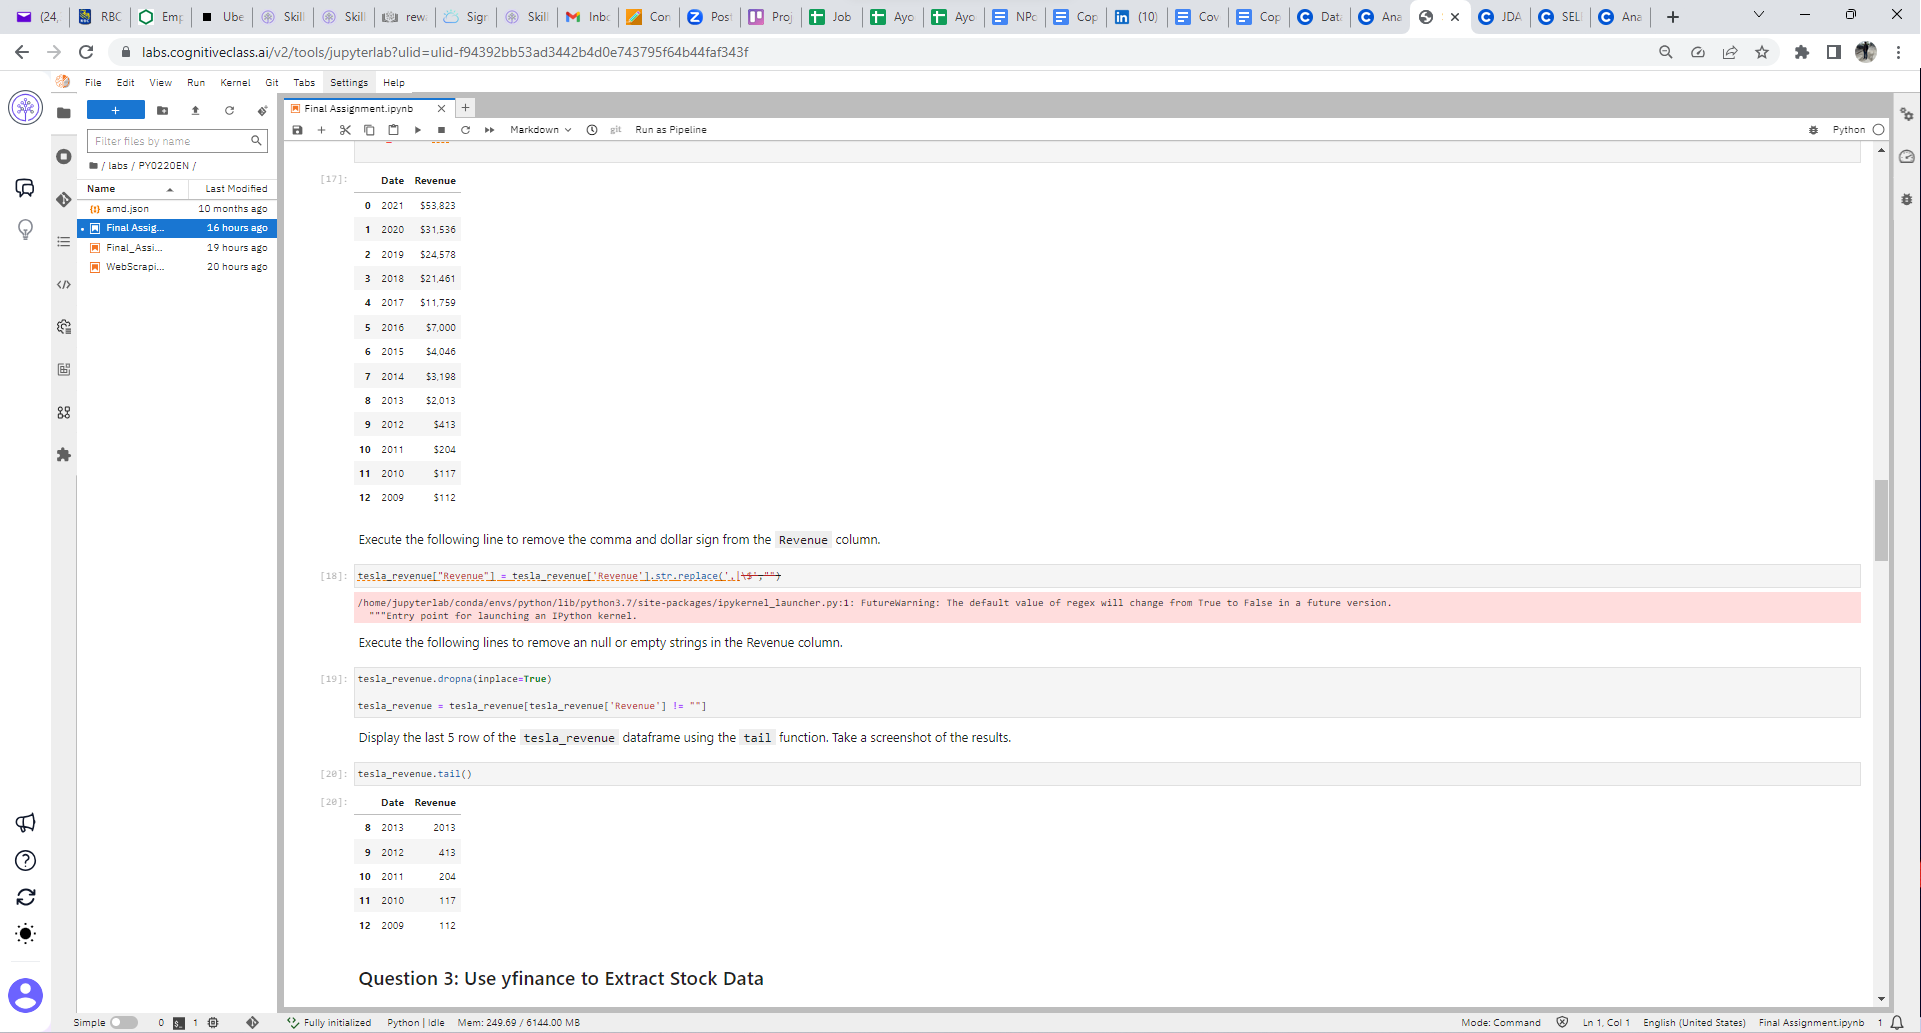 (24, RBC Emp Ube Skill Skill rewa Sign Skill Inbo Con Post Proj Job Ayo Ayo NPo Cop (10) Cov Cop Data Ana S JDA SELI Ana
labs.cognitiveclass.ai/v2/tools/jupyterlab?ulid=ulid-f94392bb53ad3442b4d0e743795f64b44faf343f
File Edit View Run Kernel Git Tabs Settings Help
Final Assignment.ipynb
Markdown git Run as Pipeline Python
Filter files by name
/ labs / PY0220EN /
Name Last Modified
amd.json 10 months ago
Final Assig... 16 hours ago
Final_Assi... 19 hours ago
WebScrapi... 20 hours ago
[17]:
Date Revenue
0 2021 $53,823
1 2020 $31,536
2 2019 $24,578
3 2018 $21,461
4 2017 $11,759
5 2016 $7,000
6 2015 $4,046
7 2014 $3,198
8 2013 $2,013
9 2012 $413
10 2011 $204
11 2010 $117
12 2009 $112
Execute the following line to remove the comma and dollar sign from the Revenue column.
[18]: tesla_revenue["Revenue"] = tesla_revenue['Revenue'].str.replace(',|\$',"")
/home/jupyterlab/conda/envs/python/lib/python3.7/site-packages/ipykernel_launcher.py:1: FutureWarning: The default value of regex will change from True to False in a future version.
"""Entry point for launching an IPython kernel.
Execute the following lines to remove an null or empty strings in the Revenue column.
[19]: tesla_revenue.dropna(inplace=True)
tesla_revenue = tesla_revenue[tesla_revenue['Revenue'] != ""]
Display the last 5 row of the tesla_revenue dataframe using the tail function. Take a screenshot of the results.
[20]: tesla_revenue.tail()
[20]:
Date Revenue
8 2013 2013
9 2012 413
10 2011 204
11 2010 117
12 2009 112
Question 3: Use yfinance to Extract Stock Data
Simple 0 1 Fully initialized Python | Idle Mem: 249.69 / 6144.00 MB Mode: Command Ln 1, Col 1 English (United States) Final Assignment.ipynb 1